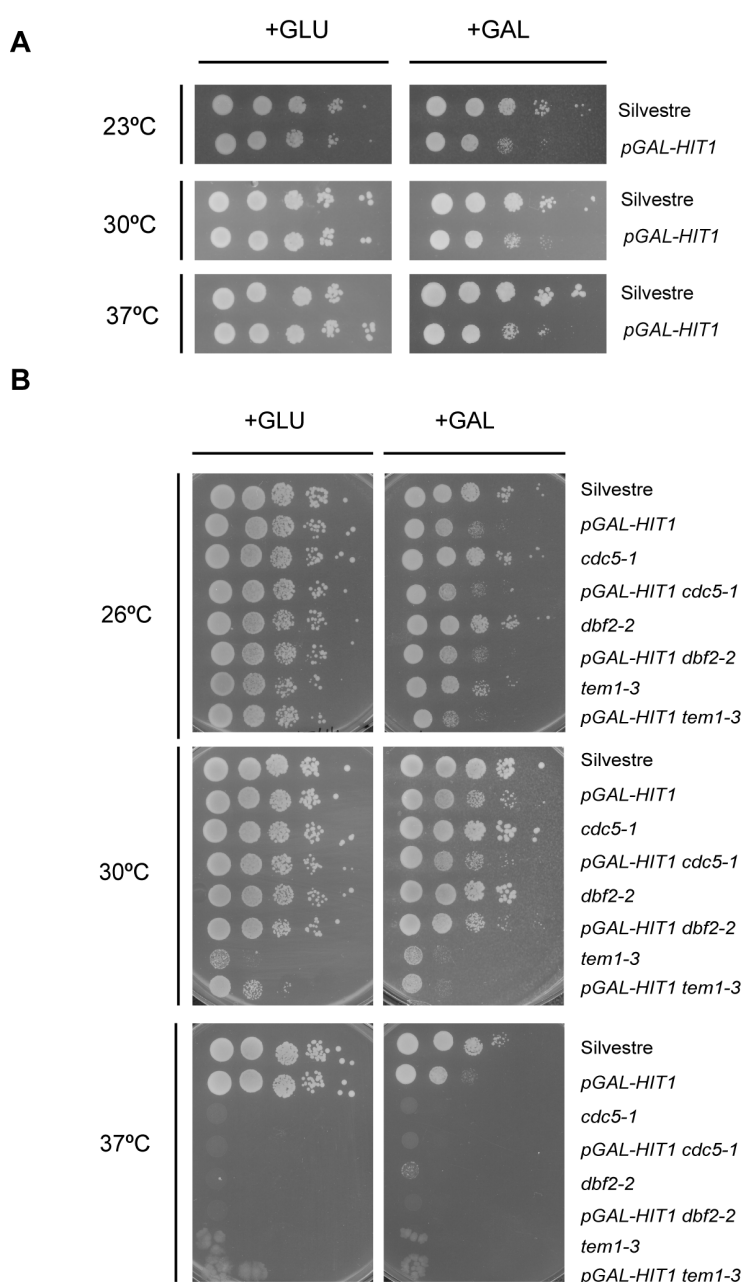 A
+GLU +GAL
23ºC
Silvestre
pGAL-HIT1
30ºC
Silvestre
pGAL-HIT1
37ºC
Silvestre
pGAL-HIT1
B
+GLU +GAL
26ºC
Silvestre
pGAL-HIT1
cdc5-1
pGAL-HIT1 cdc5-1
dbf2-2
pGAL-HIT1 dbf2-2
tem1-3
pGAL-HIT1 tem1-3
30ºC
Silvestre
pGAL-HIT1
cdc5-1
pGAL-HIT1 cdc5-1
dbf2-2
pGAL-HIT1 dbf2-2
tem1-3
pGAL-HIT1 tem1-3
37ºC
Silvestre
pGAL-HIT1
cdc5-1
pGAL-HIT1 cdc5-1
dbf2-2
pGAL-HIT1 dbf2-2
tem1-3
pGAL-HIT1 tem1-3